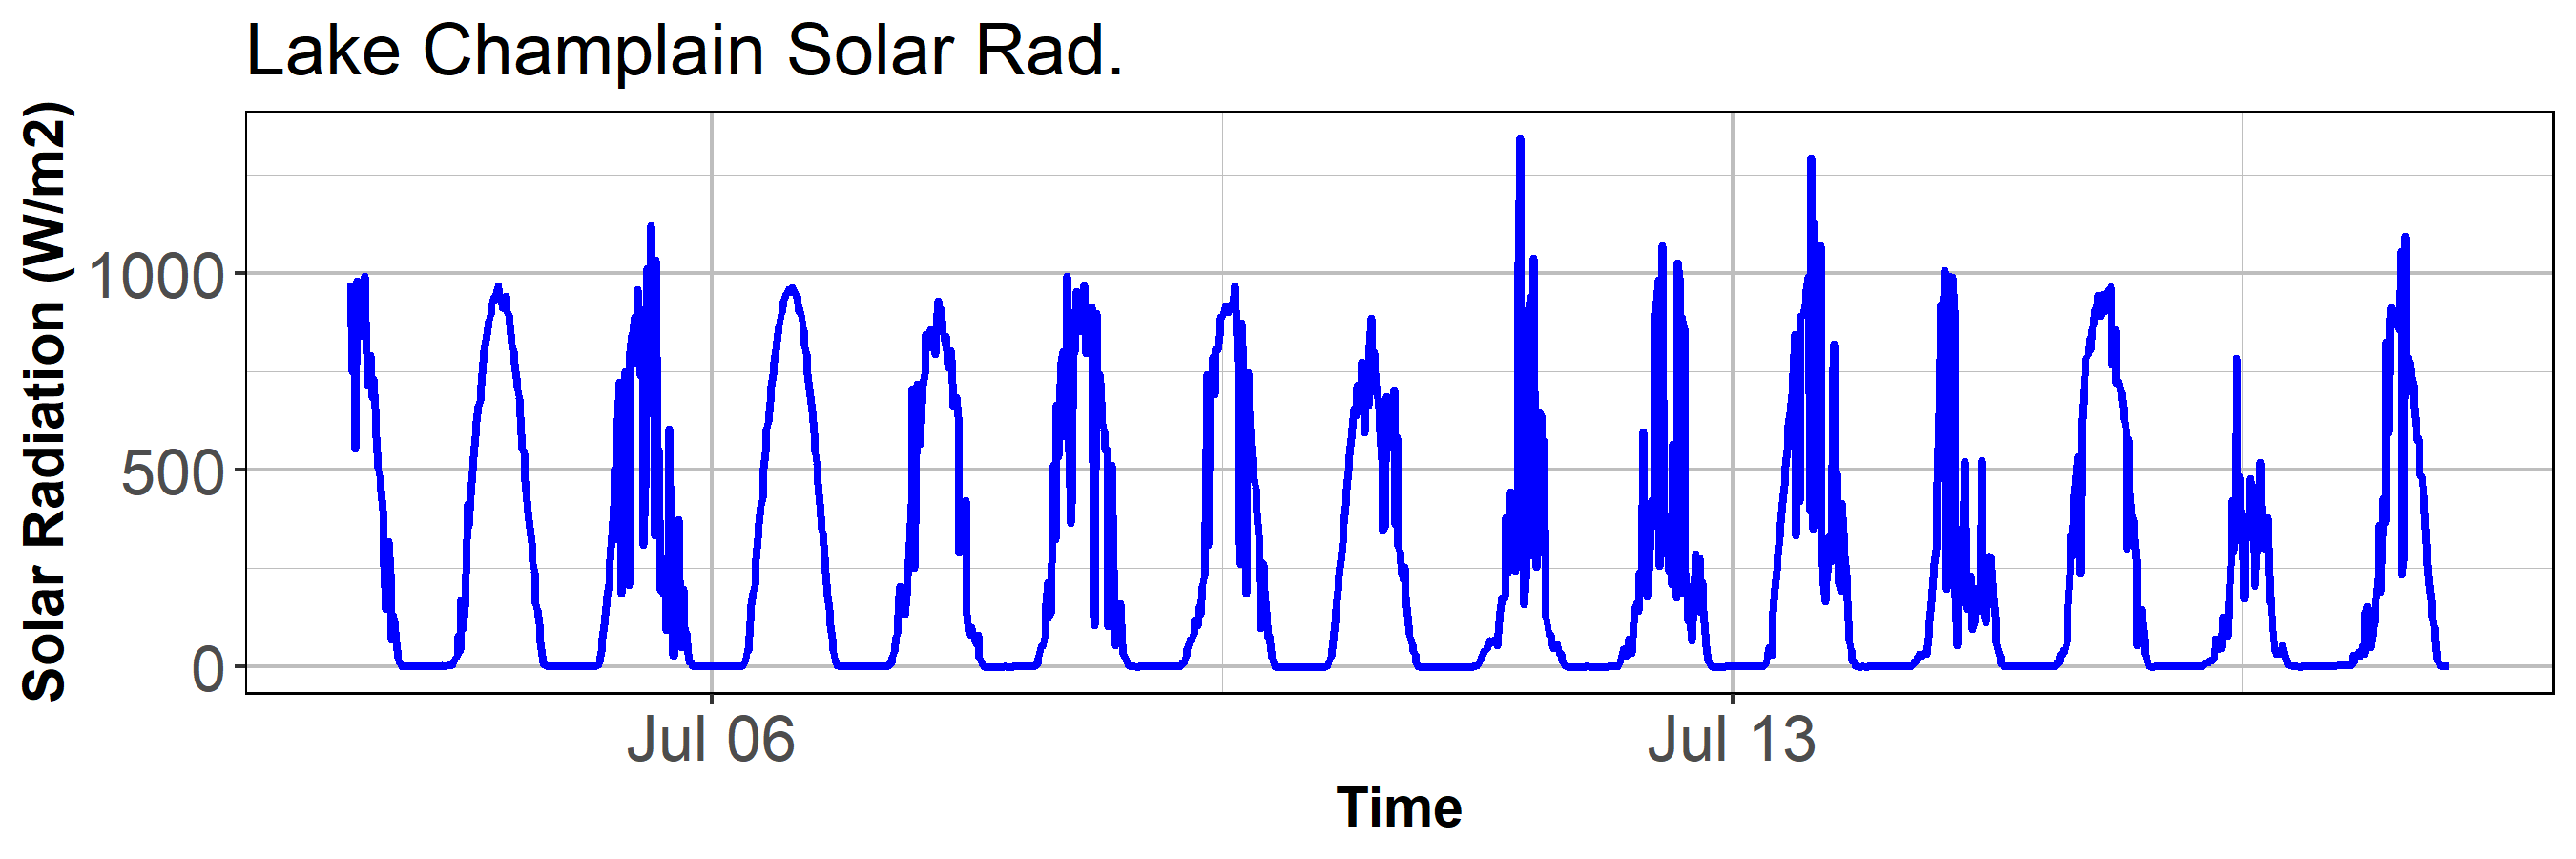 Lake Champlain Solar Rad.
Solar Radiation (W/m2)
1000
500
0
Jul 06
Jul 13
Time